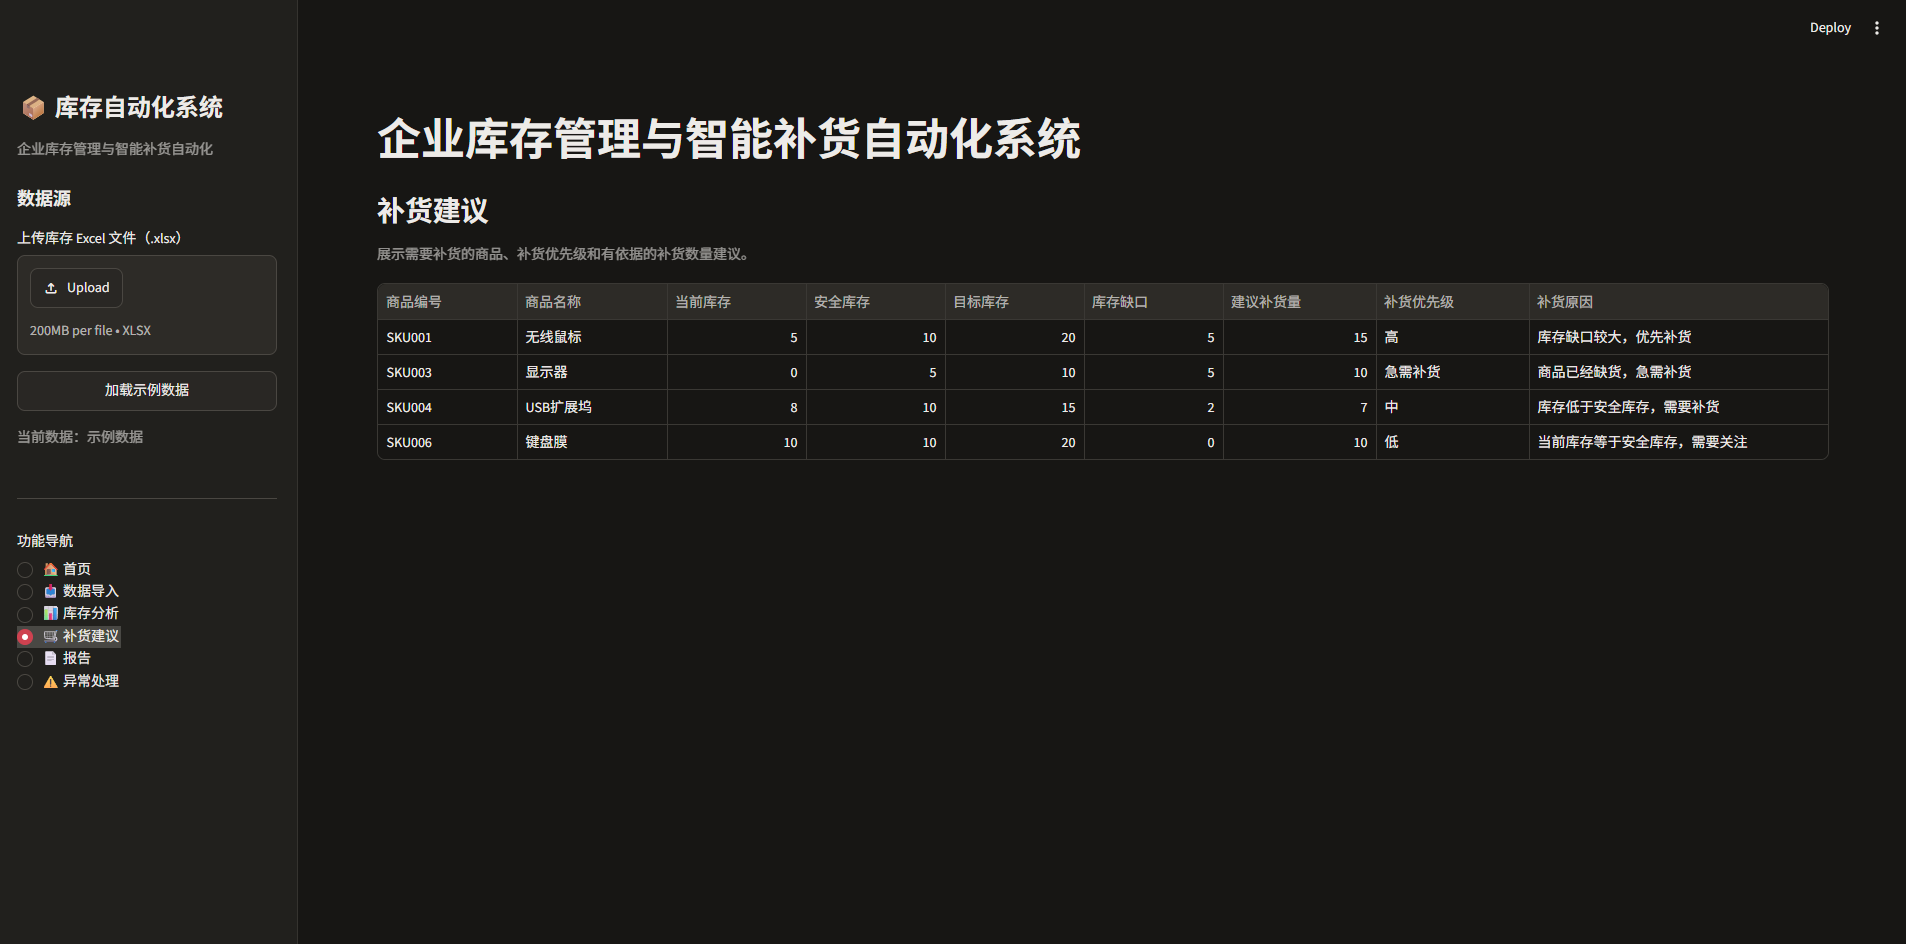 Deploy
📦 库存自动化系统
企业库存管理与智能补货自动化
数据源
上传库存 Excel 文件（.xlsx）
Upload
200MB per file • XLSX
加载示例数据
当前数据：示例数据
功能导航
🏠 首页
📥 数据导入
📊 库存分析
🛒 补货建议
📄 报告
⚠️ 异常处理
企业库存管理与智能补货自动化系统
补货建议
展示需要补货的商品、补货优先级和有依据的补货数量建议。
商品编号 商品名称 当前库存 安全库存 目标库存 库存缺口 建议补货量 补货优先级 补货原因
SKU001 无线鼠标 5 10 20 5 15 高 库存缺口较大，优先补货
SKU003 显示器 0 5 10 5 10 急需补货 商品已经缺货，急需补货
SKU004 USB扩展坞 8 10 15 2 7 中 库存低于安全库存，需要补货
SKU006 键盘膜 10 10 20 0 10 低 当前库存等于安全库存，需要关注